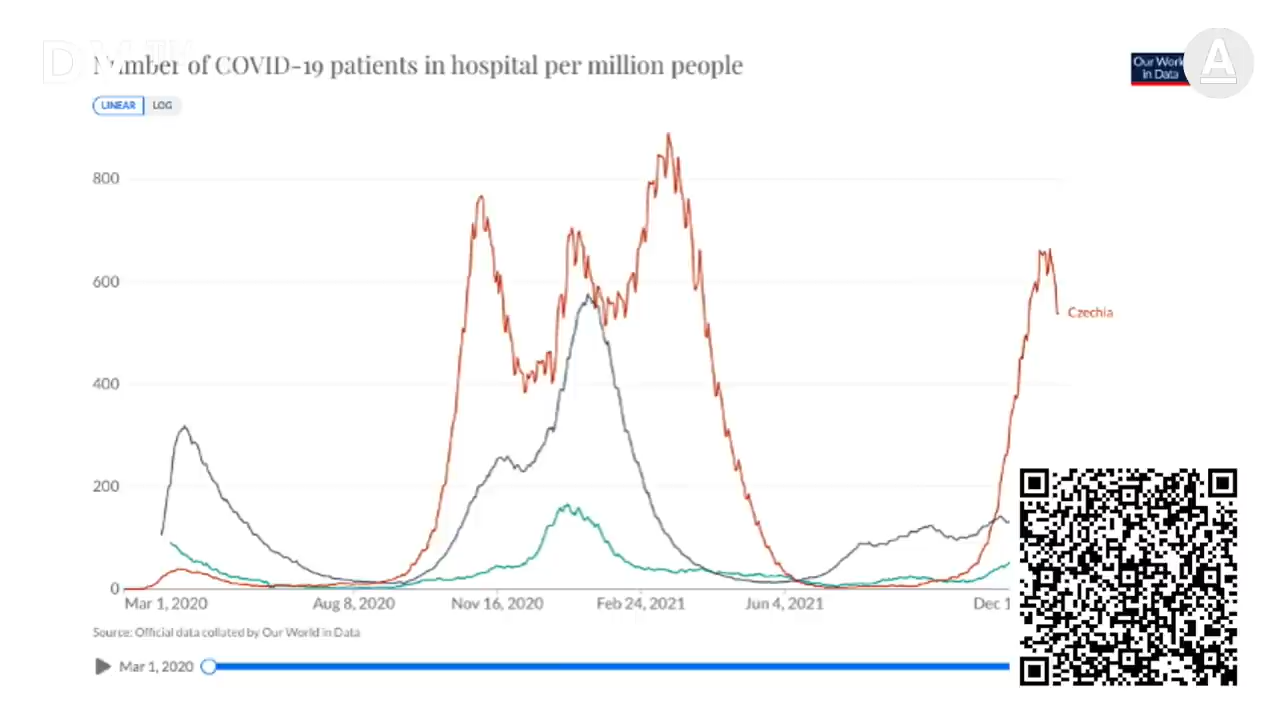 Number of COVID-19 patients in hospital per million people
Our World
in Data
LINEAR
LOG
800
600
400
200
0
Czechia
Mar 1, 2020
Aug 8, 2020
Nov 16, 2020
Feb 24, 2021
Jun 4, 2021
Dec 1
Source: Official data collated by Our World in Data
Mar 1, 2020